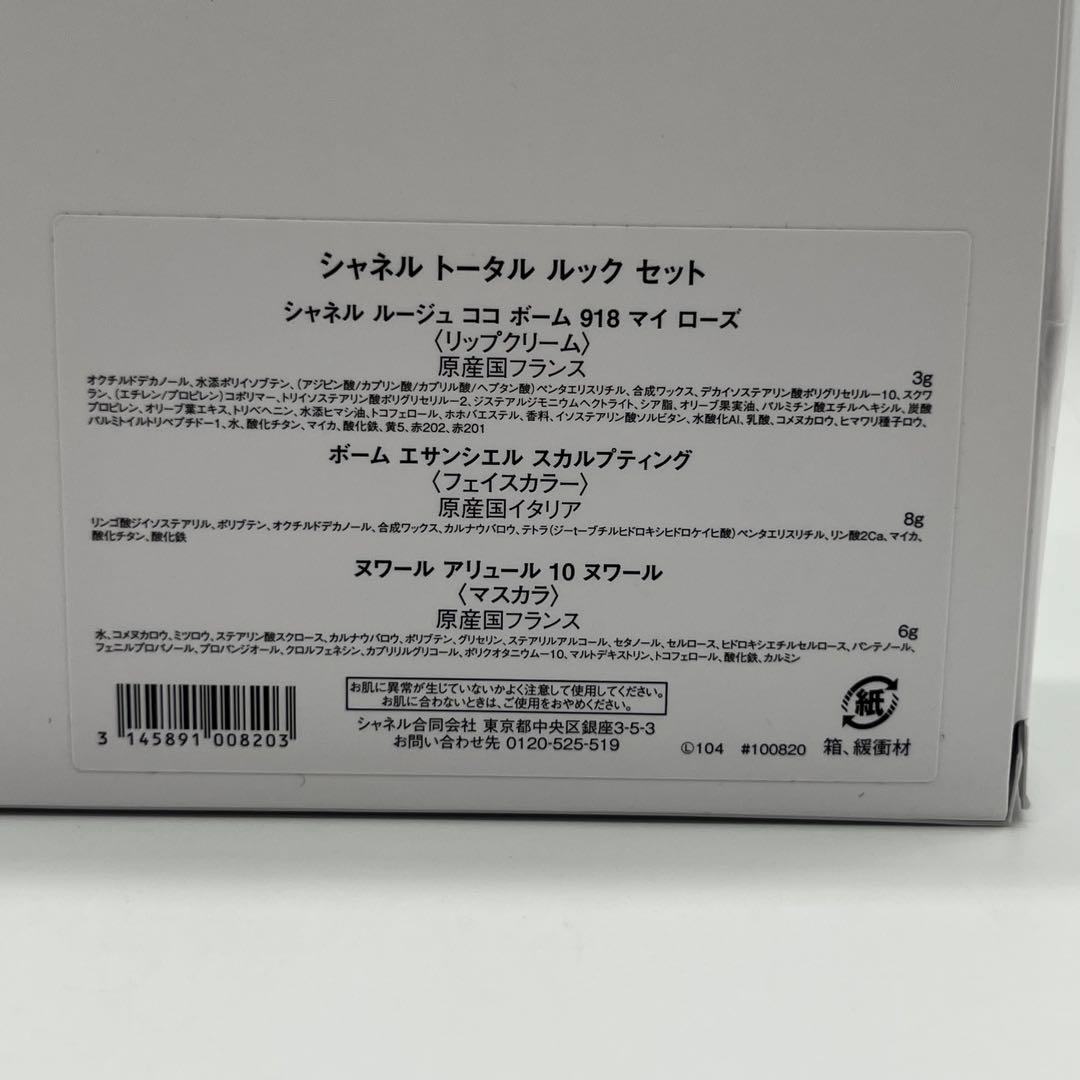 シャネル トータル ルック セット
シャネル ルージュ ココ ボーム 918 マイ ローズ
〈リップクリーム〉
原産国フランス
3g
オクチルドデカノール、水添ポリイソブテン、(アジピン酸/カプリン酸/カプリル酸/ヘプタン酸)ペンタエリスリチル、合成ワックス、デカイソステアリン酸ポリグリセリル－10、スクワ
ラン、(エチレン/プロピレン)コポリマー、トリイソステアリン酸ポリグリセリル－2、ジステアルジモニウムヘクトライト、シア脂、オリーブ果実油、パルミチン酸エチルヘキシル、炭酸
プロピレン、オリーブ葉エキス、トリベヘニン、水添ヒマシ油、トコフェロール、ホホバエステル、香料、イソステアリン酸ソルビタン、水酸化Al、乳酸、コメヌカロウ、ヒマワリ種子ロウ、
パルミトイルトリペプチド－1、水、酸化チタン、マイカ、酸化鉄、黄5、赤202、赤201
ボーム エサンシエル スカルプティング
〈フェイスカラー〉
原産国イタリア
8g
リンゴ酸ジイソステアリル、ポリブテン、オクチルドデカノール、合成ワックス、カルナウバロウ、テトラ(ジ－t－ブチルヒドロキシヒドロケイヒ酸)ペンタエリスリチル、リン酸2Ca、マイカ、
酸化チタン、酸化鉄
ヌワール アリュール 10 ヌワール
〈マスカラ〉
原産国フランス
6g
水、コメヌカロウ、ミツロウ、ステアリン酸スクロース、カルナウバロウ、ポリブテン、グリセリン、ステアリルアルコール、セタノール、セルロース、ヒドロキシエチルセルロース、パンテノール、
フェニルプロパノール、プロパンジオール、クロルフェネシン、カプリリルグリコール、ポリクオタニウム－10、マルトデキストリン、トコフェロール、酸化鉄、カルミン
お肌に異常が生じていないかよく注意して使用してください。
お肌に合わないときは、ご使用をおやめください。
シャネル合同会社 東京都中央区銀座3-5-3
お問い合わせ先 0120-525-519
3 145891 008203
Ⓛ104 #100820
紙
箱、緩衝材